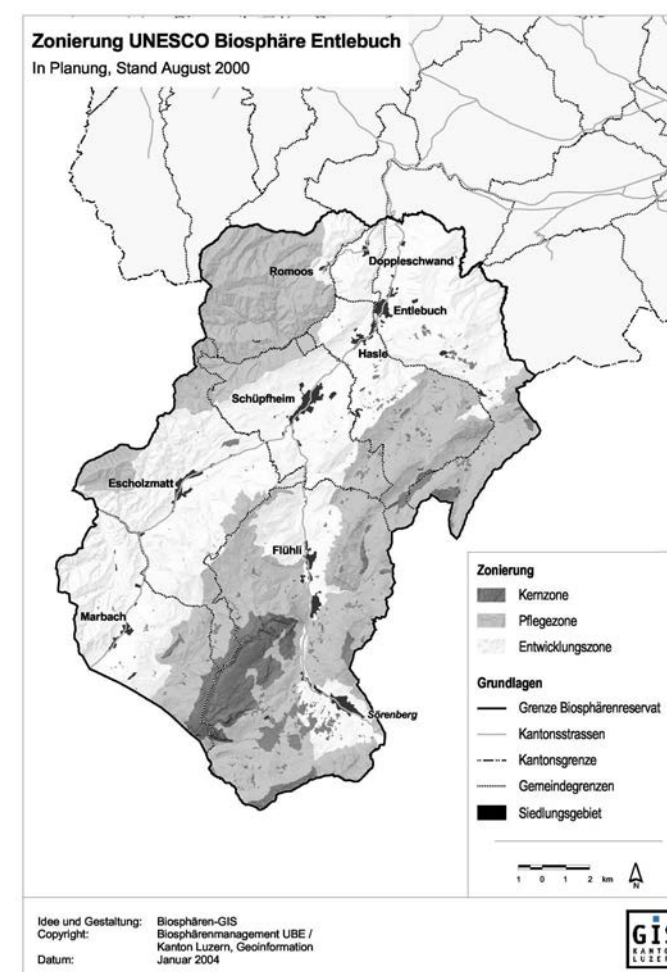 Zonierung UNESCO Biosphäre Entlebuch
In Planung, Stand August 2000
Romoos
Doppleschwand
Entlebuch
Hasle
Schüpfheim
Escholzmatt
Flühli
Marbach
Sörenberg
Zonierung
Kernzone
Pflegezone
Entwicklungszone
Grundlagen
Grenze Biosphärenreservat
Kantonsstrassen
Kantonsgrenze
Gemeindegrenzen
Siedlungsgebiet
1 0 1 2 km
N
Idee und Gestaltung: Biosphären-GIS
Copyright: Biosphärenmanagement UBE /
Kanton Luzern, Geoinformation
Datum: Januar 2004
GIS
KANTON
LUZERN